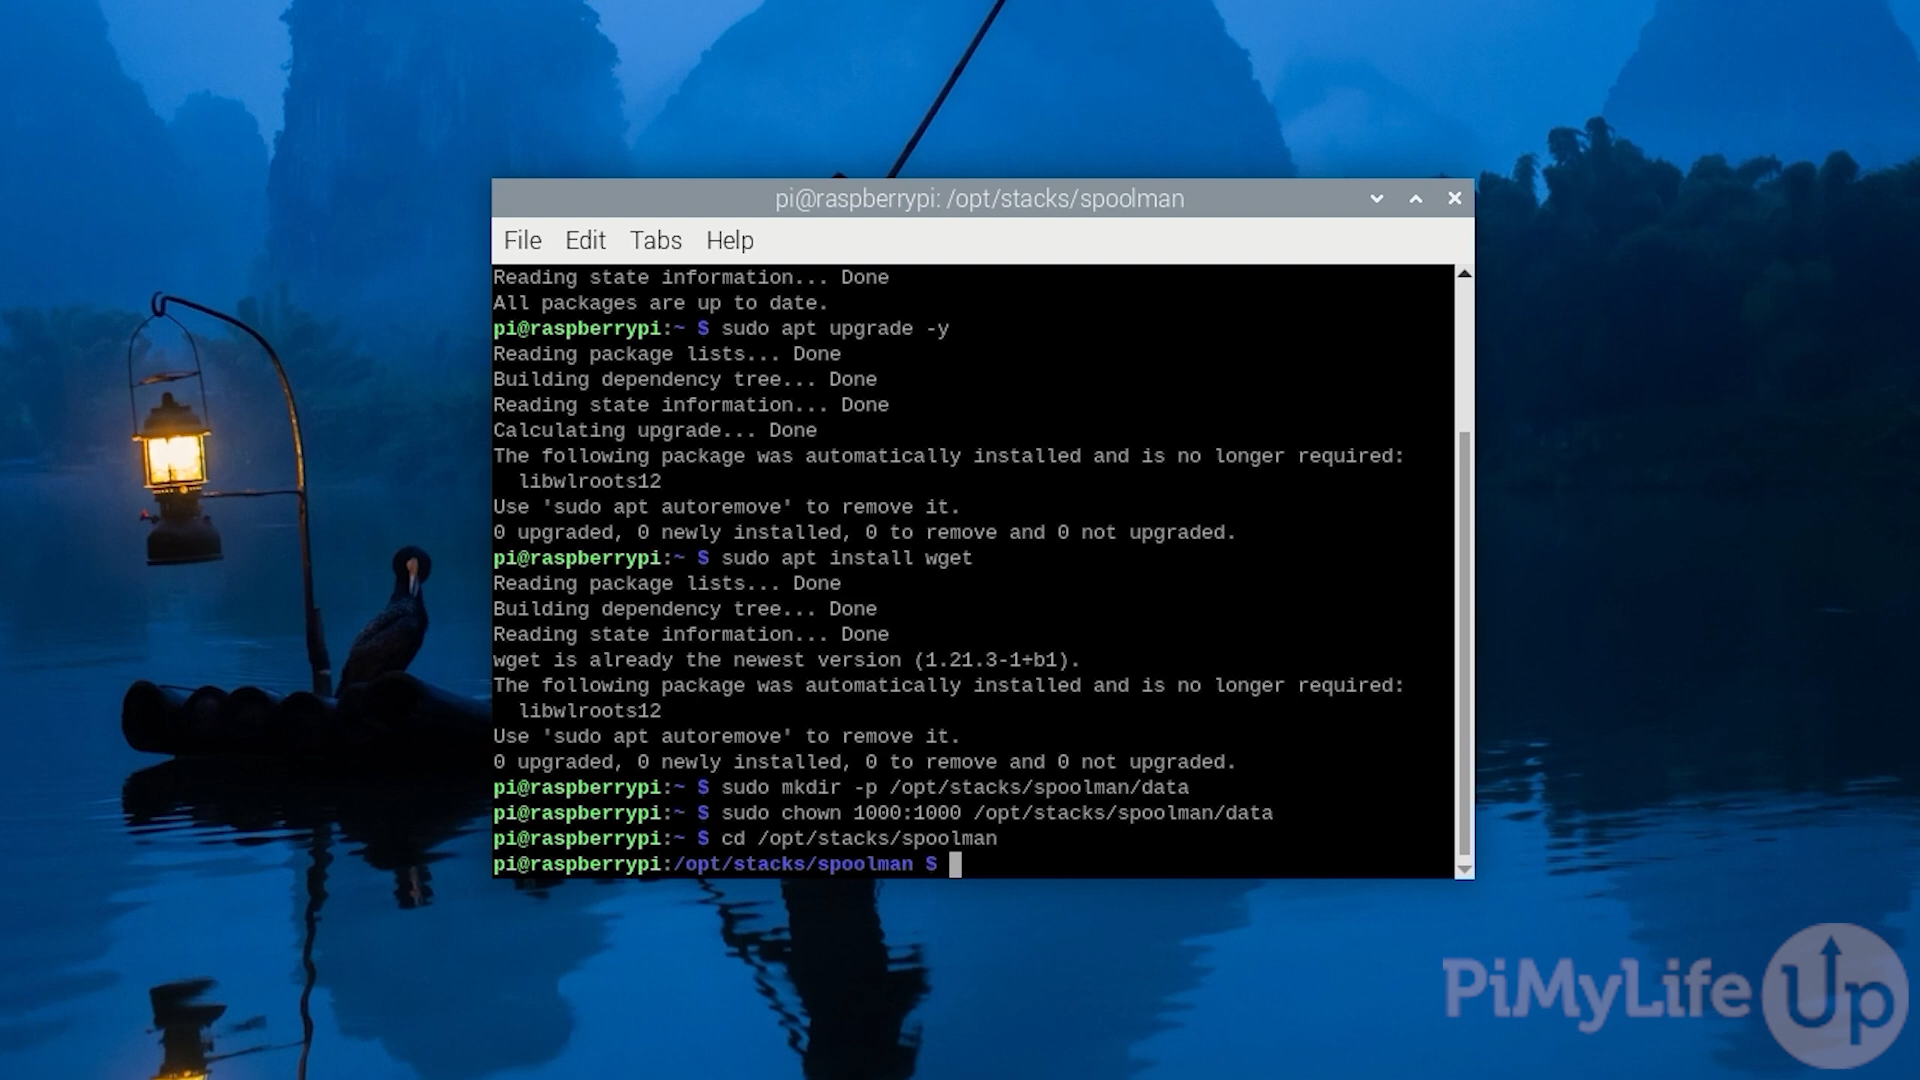 pi@raspberrypi: /opt/stacks/spoolman
File Edit Tabs Help
Reading state information... Done
All packages are up to date.
pi@raspberrypi:~ $ sudo apt upgrade -y
Reading package lists... Done
Building dependency tree... Done
Reading state information... Done
Calculating upgrade... Done
The following package was automatically installed and is no longer required:
  libwlroots12
Use 'sudo apt autoremove' to remove it.
0 upgraded, 0 newly installed, 0 to remove and 0 not upgraded.
pi@raspberrypi:~ $ sudo apt install wget
Reading package lists... Done
Building dependency tree... Done
Reading state information... Done
wget is already the newest version (1.21.3-1+b1).
The following package was automatically installed and is no longer required:
  libwlroots12
Use 'sudo apt autoremove' to remove it.
0 upgraded, 0 newly installed, 0 to remove and 0 not upgraded.
pi@raspberrypi:~ $ sudo mkdir -p /opt/stacks/spoolman/data
pi@raspberrypi:~ $ sudo chown 1000:1000 /opt/stacks/spoolman/data
pi@raspberrypi:~ $ cd /opt/stacks/spoolman
pi@raspberrypi:/opt/stacks/spoolman $
PiMyLifeUp